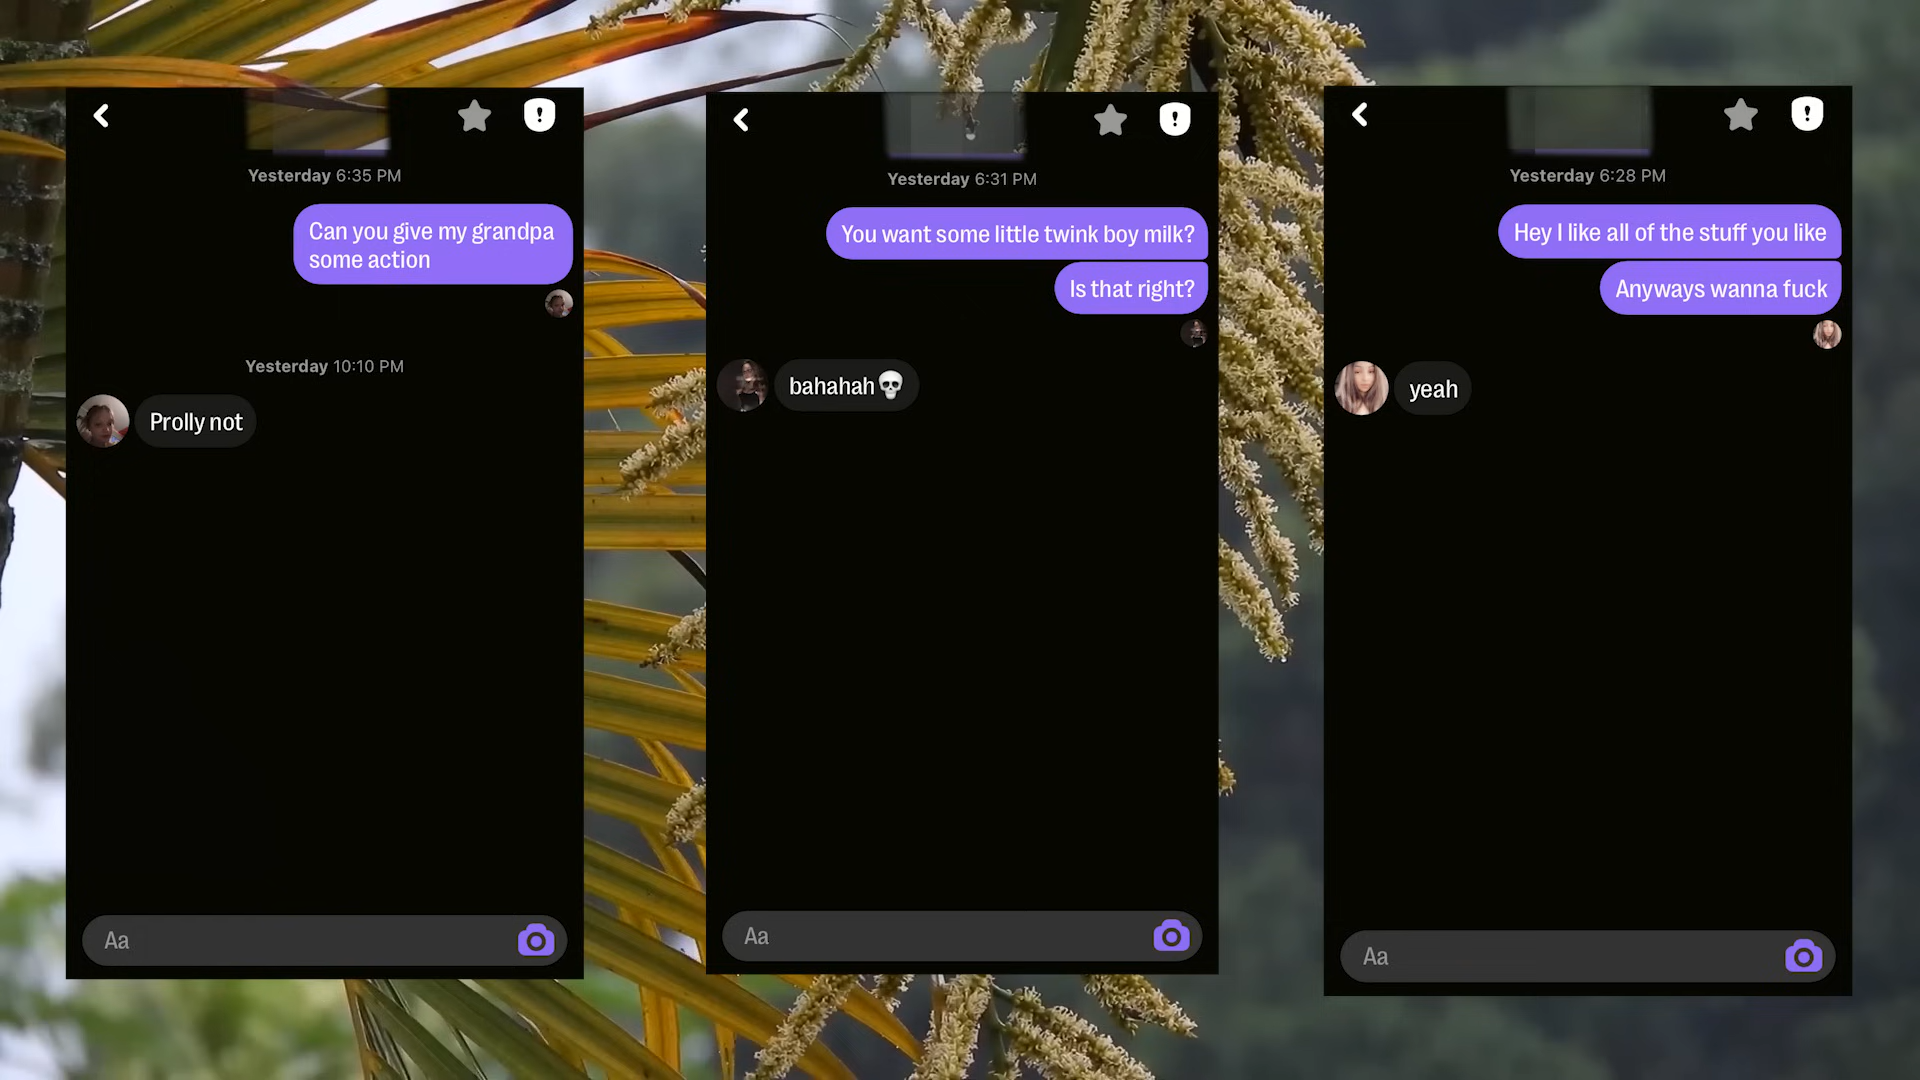 Yesterday 6:35 PM
Can you give my grandpa
some action
Yesterday 10:10 PM
Prolly not
Aa
Yesterday 6:31 PM
You want some little twink boy milk?
Is that right?
bahahah💀
Aa
Yesterday 6:28 PM
Hey I like all of the stuff you like
Anyways wanna fuck
yeah
Aa